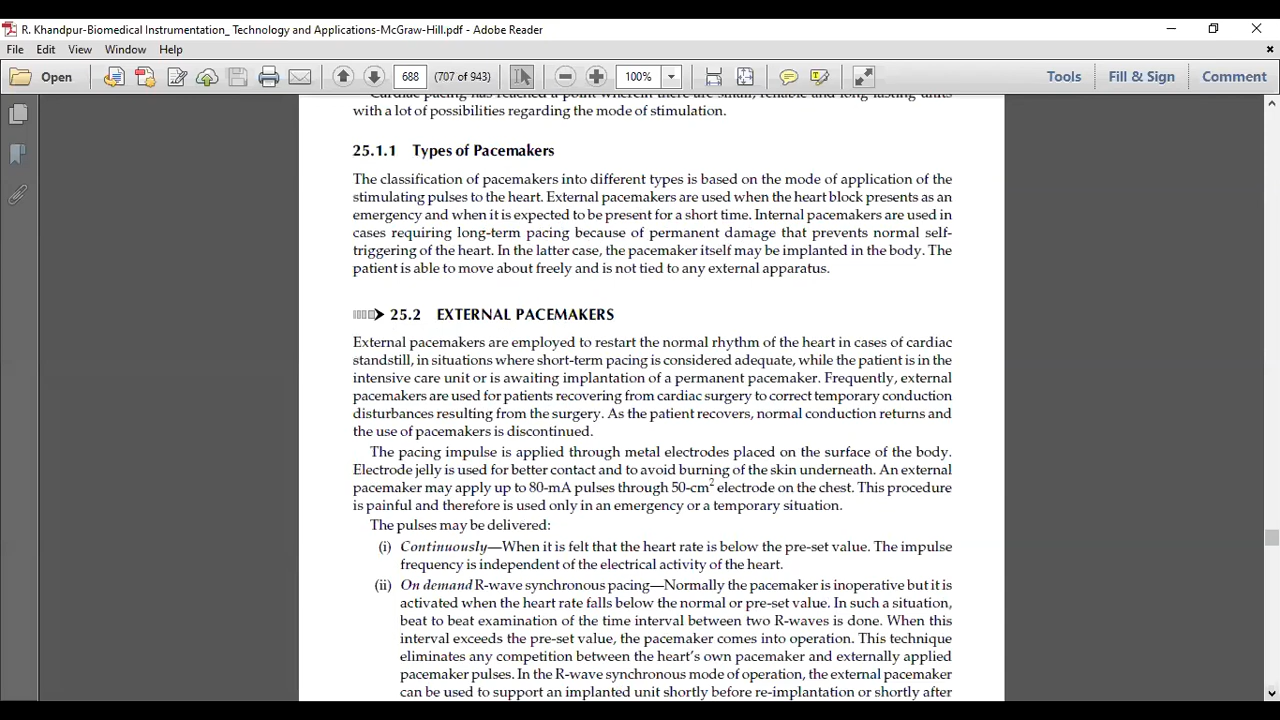 R. Khandpur-Biomedical Instrumentation_ Technology and Applications-McGraw-Hill.pdf - Adobe Reader
File Edit View Window Help
Open 688 (707 of 943) 100% Tools Fill & Sign Comment
Cardiac pacing has reached a point wherein there are small, reliable and long-lasting units
with a lot of possibilities regarding the mode of stimulation.
25.1.1 Types of Pacemakers
The classification of pacemakers into different types is based on the mode of application of the
stimulating pulses to the heart. External pacemakers are used when the heart block presents as an
emergency and when it is expected to be present for a short time. Internal pacemakers are used in
cases requiring long-term pacing because of permanent damage that prevents normal self-
triggering of the heart. In the latter case, the pacemaker itself may be implanted in the body. The
patient is able to move about freely and is not tied to any external apparatus.
25.2 EXTERNAL PACEMAKERS
External pacemakers are employed to restart the normal rhythm of the heart in cases of cardiac
standstill, in situations where short-term pacing is considered adequate, while the patient is in the
intensive care unit or is awaiting implantation of a permanent pacemaker. Frequently, external
pacemakers are used for patients recovering from cardiac surgery to correct temporary conduction
disturbances resulting from the surgery. As the patient recovers, normal conduction returns and
the use of pacemakers is discontinued.
The pacing impulse is applied through metal electrodes placed on the surface of the body.
Electrode jelly is used for better contact and to avoid burning of the skin underneath. An external
pacemaker may apply up to 80-mA pulses through 50-cm² electrode on the chest. This procedure
is painful and therefore is used only in an emergency or a temporary situation.
The pulses may be delivered:
(i) Continuously—When it is felt that the heart rate is below the pre-set value. The impulse
frequency is independent of the electrical activity of the heart.
(ii) On demand R-wave synchronous pacing—Normally the pacemaker is inoperative but it is
activated when the heart rate falls below the normal or pre-set value. In such a situation,
beat to beat examination of the time interval between two R-waves is done. When this
interval exceeds the pre-set value, the pacemaker comes into operation. This technique
eliminates any competition between the heart's own pacemaker and externally applied
pacemaker pulses. In the R-wave synchronous mode of operation, the external pacemaker
can be used to support an implanted unit shortly before re-implantation or shortly after